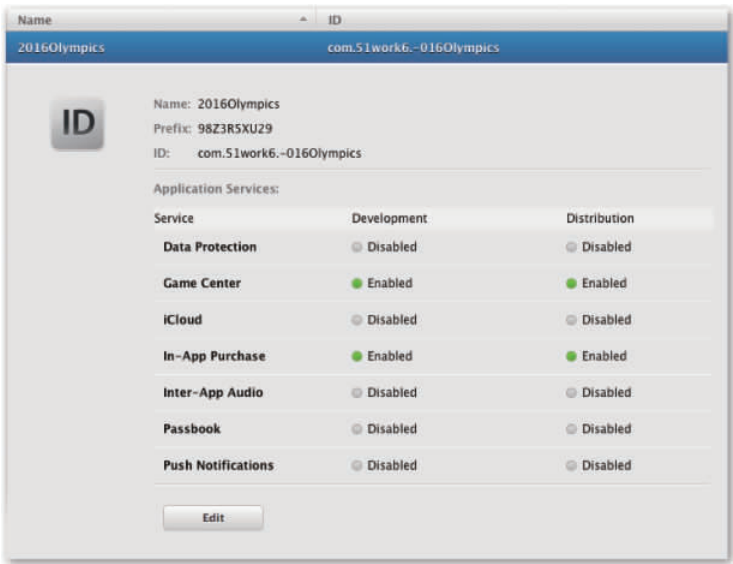 Name ID
2016Olympics com.51work6.-016Olympics
ID
Name: 2016Olympics
Prefix: 98Z3R5XU29
ID: com.51work6.-016Olympics
Application Services:
Service Development Distribution
Data Protection Disabled Disabled
Game Center Enabled Enabled
iCloud Disabled Disabled
In-App Purchase Enabled Enabled
Inter-App Audio Disabled Disabled
Passbook Disabled Disabled
Push Notifications Disabled Disabled
Edit